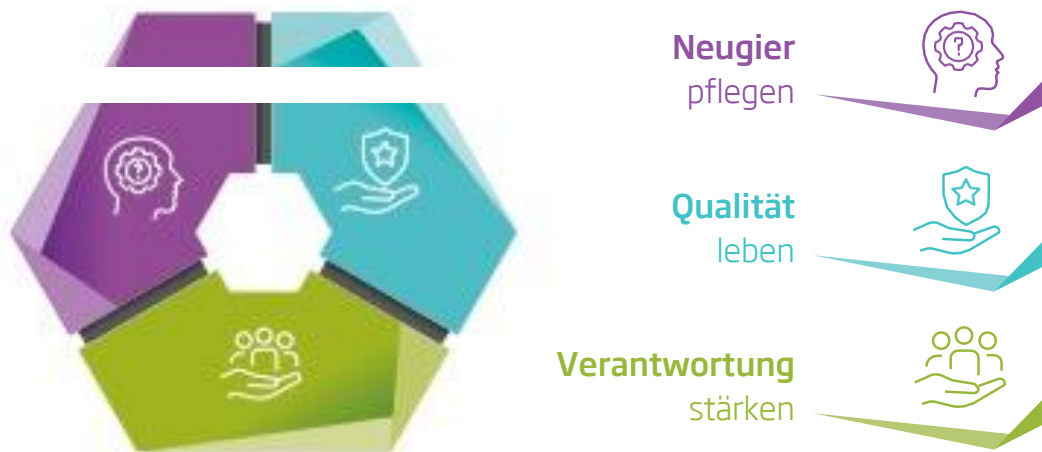 Neugier
pflegen
Qualität
leben
Verantwortung
stärken